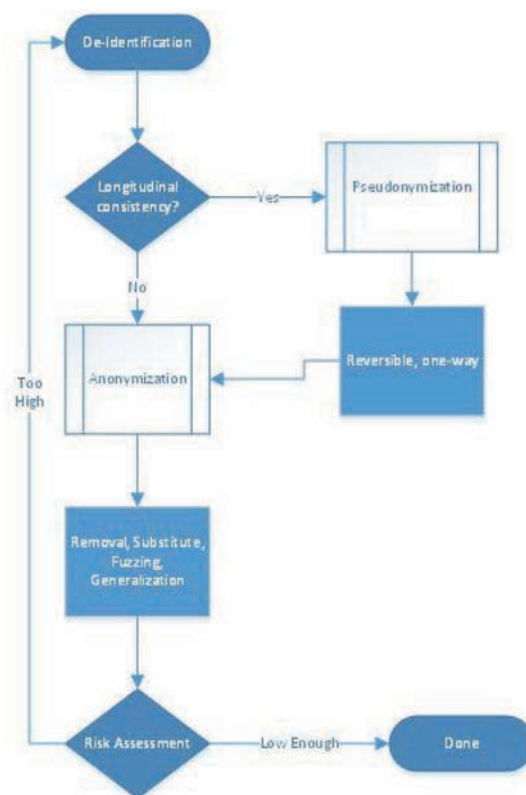 De-Identification
Longitudinal
consistency?
Yes
Pseudonymization
No
Reversible, one-way
Anonymization
Too
High
Removal, Substitute,
Fuzzing,
Generalization
Risk Assessment
Low Enough
Done